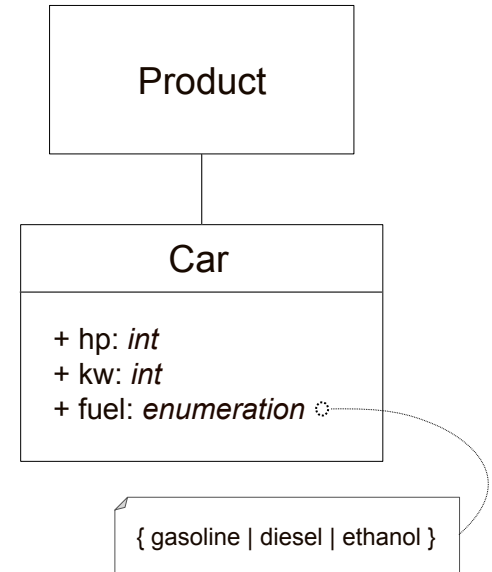 Product
Car
+ hp: int
+ kw: int
+ fuel: enumeration
{ gasoline | diesel | ethanol }